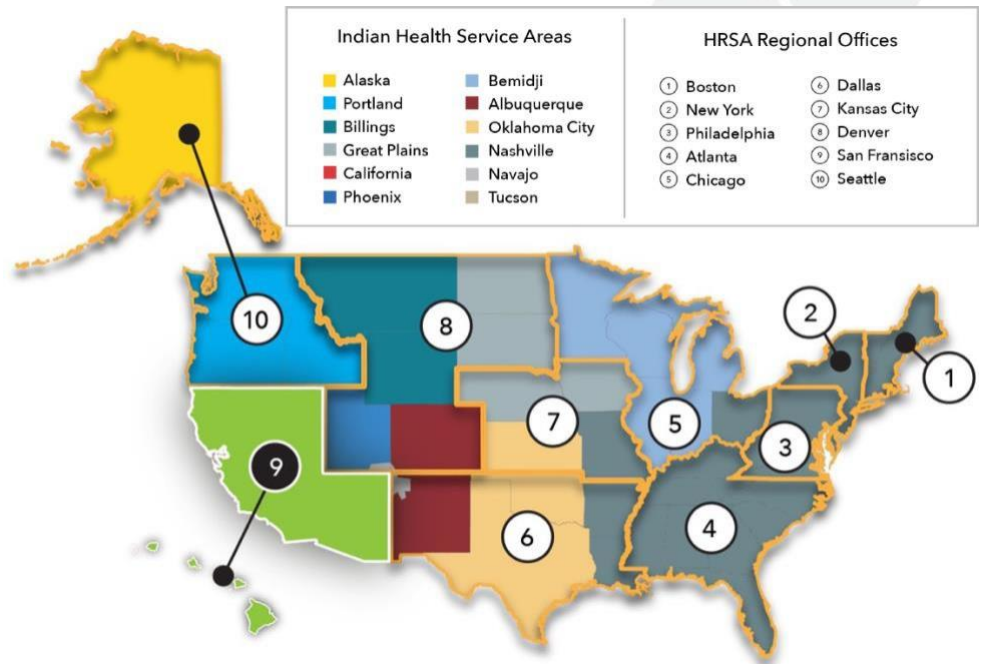 Indian Health Service Areas
Alaska
Portland
Billings
Great Plains
California
Phoenix
Bemidji
Albuquerque
Oklahoma City
Nashville
Navajo
Tucson
HRSA Regional Offices
1 Boston
2 New York
3 Philadelphia
4 Atlanta
5 Chicago
6 Dallas
7 Kansas City
8 Denver
9 San Fransisco
10 Seattle
10
8
2
1
7
5
3
9
6
4